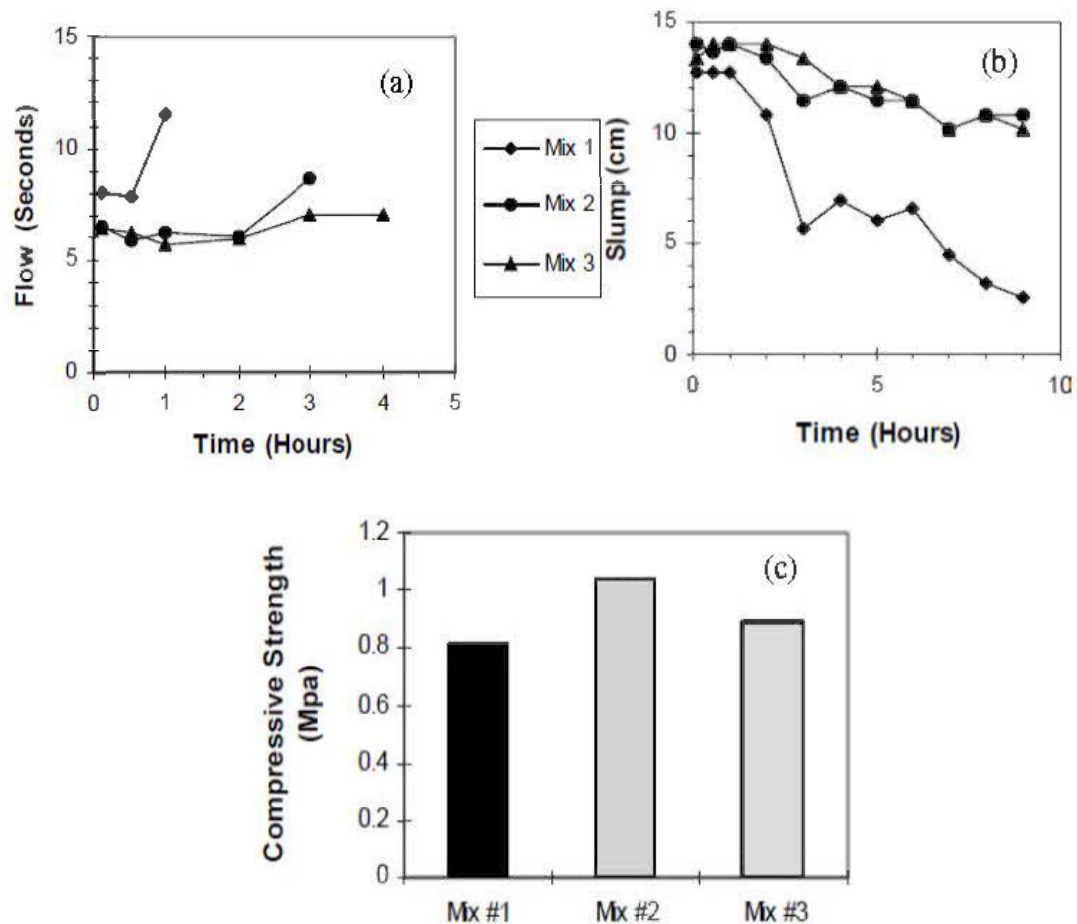 15
10
5
0
0 1 2 3 4 5
Flow (Seconds)
Time (Hours)
(a)
Mix 1
Mix 2
Mix 3
15
10
5
0
0 5 10
Slump (cm)
Time (Hours)
(b)
1.2
1
0.8
0.6
0.4
0.2
0
Compressive Strength
(Mpa)
(c)
Mix #1 Mix #2 Mix #3